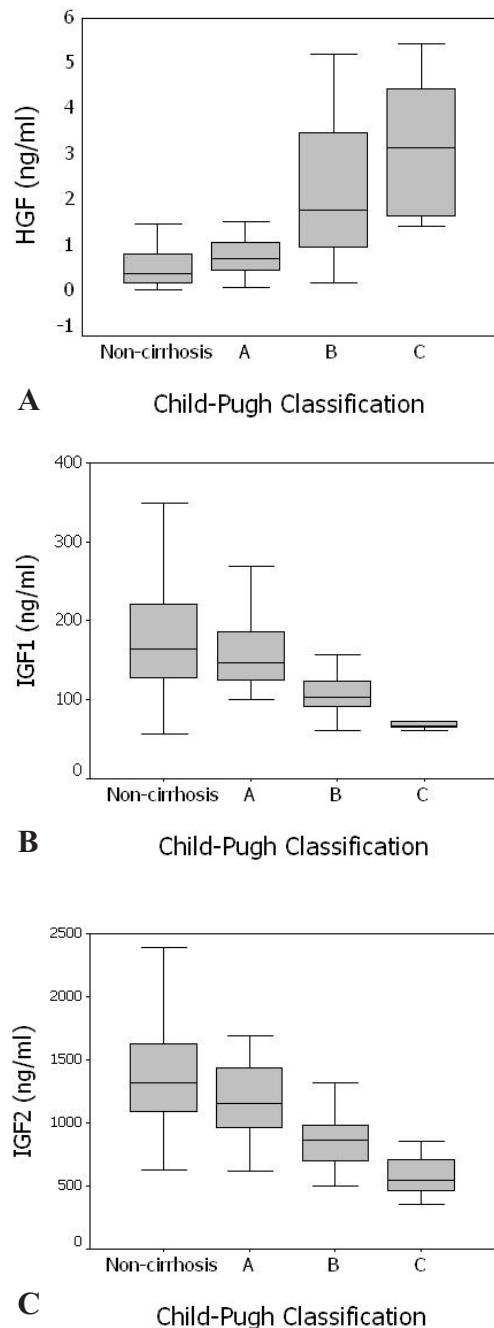 6
5
4
3
2
1
0
-1
HGF (ng/ml)
Non-cirrhosis A B C
A Child-Pugh Classification
400
300
200
100
0
IGF1 (ng/ml)
Non-cirrhosis A B C
B Child-Pugh Classification
2500
2000
1500
1000
500
0
IGF2 (ng/ml)
Non-cirrhosis A B C
C Child-Pugh Classification